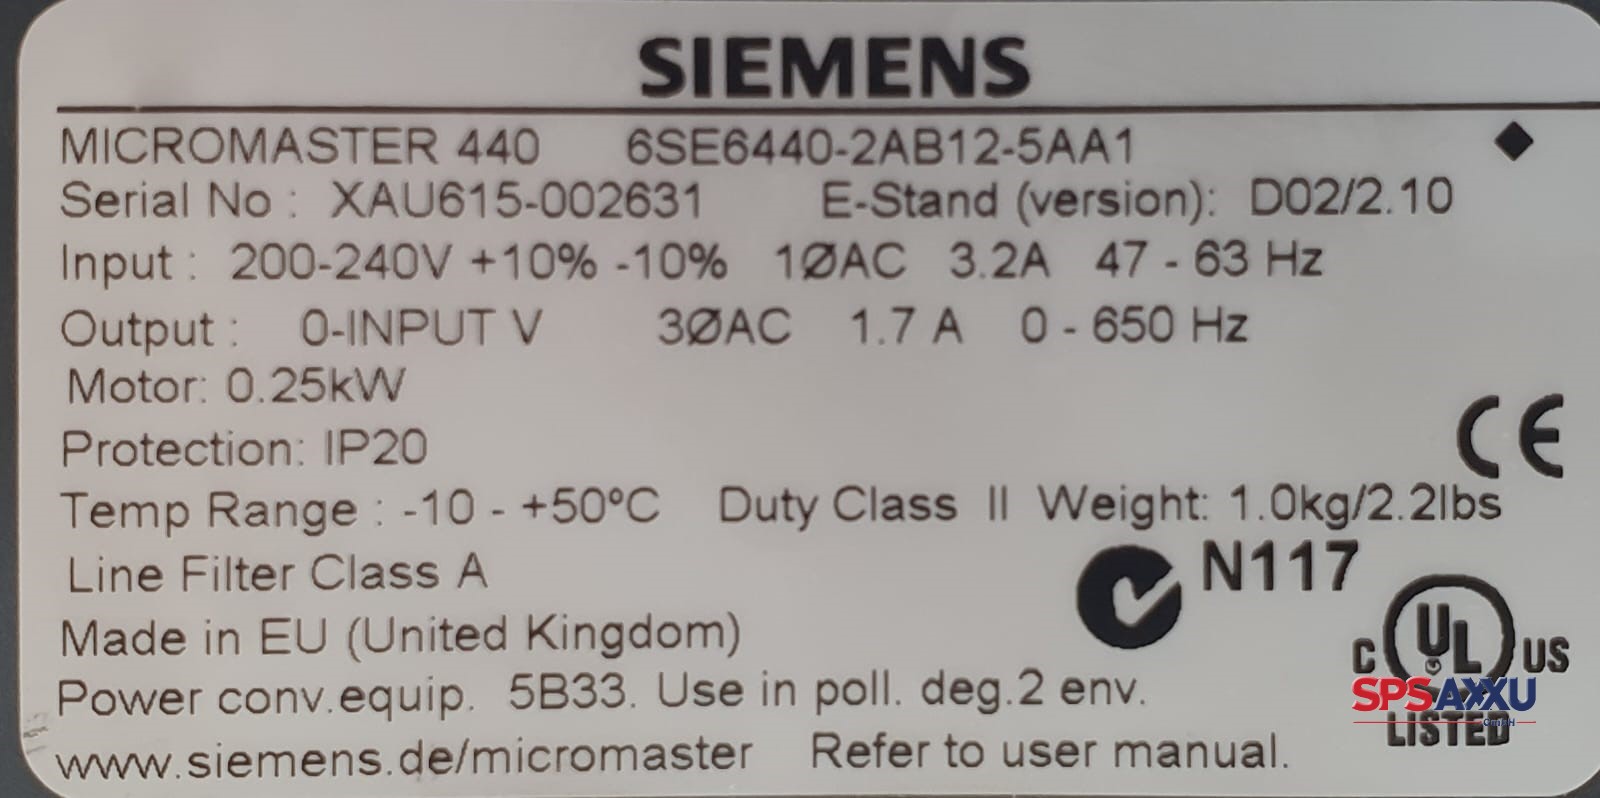 SIEMENS
MICROMASTER 440 6SE6440-2AB12-5AA1
Serial No : XAU615-002631 E-Stand (version): D02/2.10
Input : 200-240V +10% -10% 1ØAC 3.2A 47 - 63 Hz
Output : 0-INPUT V 3ØAC 1.7 A 0 - 650 Hz
Motor: 0.25kW
Protection: IP20
CE
Temp Range : -10 - +50°C Duty Class II Weight: 1.0kg/2.2lbs
Line Filter Class A
N117
Made in EU (United Kingdom)
C UL US
LISTED
Power conv.equip. 5B33. Use in poll. deg.2 env.
SPS AXXU
GmbH
www.siemens.de/micromaster Refer to user manual.